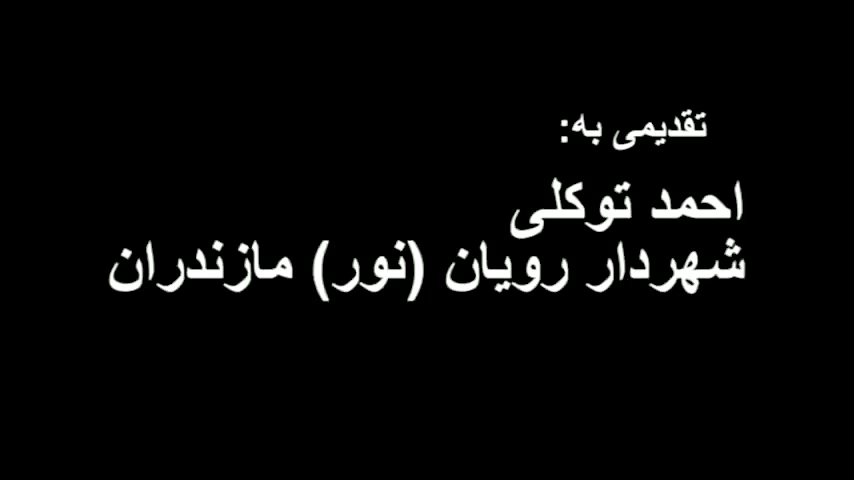 تقدیمی به:
احمد توکلی
شهردار رویان (نور) مازندران